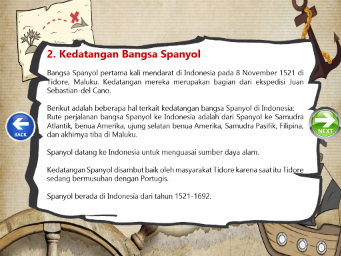 2. Kedatangan Bangsa Spanyol
Bangsa Spanyol pertama kali mendarat di Indonesia pada 8 November 1521 di
Tidore, Maluku. Kedatangan mereka merupakan bagian dari ekspedisi Juan
Sebastian-del Cano.
Berikut adalah beberapa hal terkait kedatangan bangsa Spanyol di Indonesia:
Rute perjalanan bangsa Spanyol ke Indonesia adalah dari Spanyol ke Samudra
Atlantik, benua Amerika, ujung selatan benua Amerika, Samudra Pasifik, Filipina,
dan akhirnya tiba di Maluku.
BACK
NEXT
Spanyol datang ke Indonesia untuk menguasai sumber daya alam.
Kedatangan Spanyol disambut baik oleh masyarakat Tidore karena saat itu Tidore
sedang bermusuhan dengan Portugis.
Spanyol berada di Indonesia dari tahun 1521-1692.